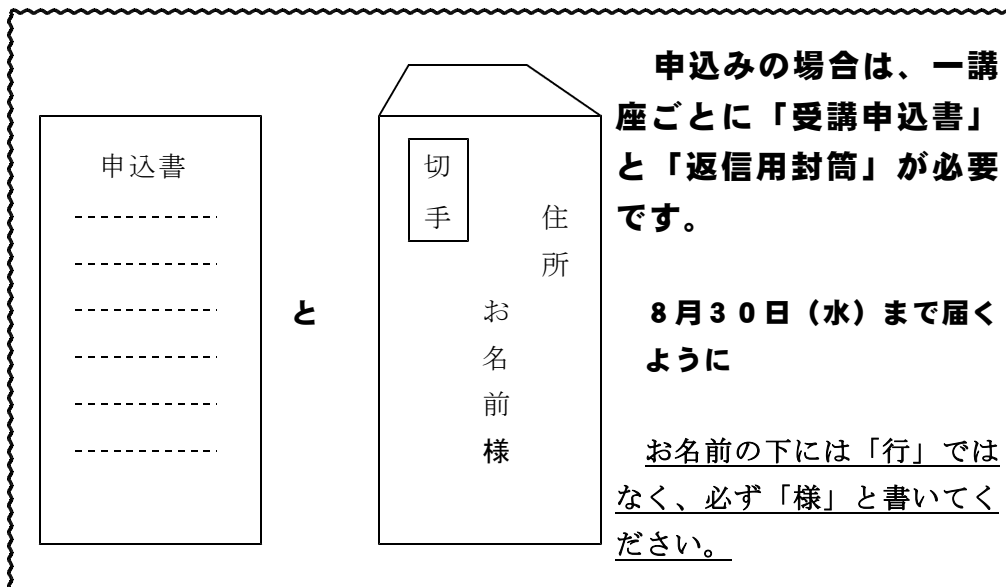 申込書
と
切手
住所
お名前様
申込みの場合は、一講
座ごとに「受講申込書」
と「返信用封筒」が必要
です。
8月30日（水）まで届く
ように
お名前の下には「行」では
なく、必ず「様」と書いてく
ださい。